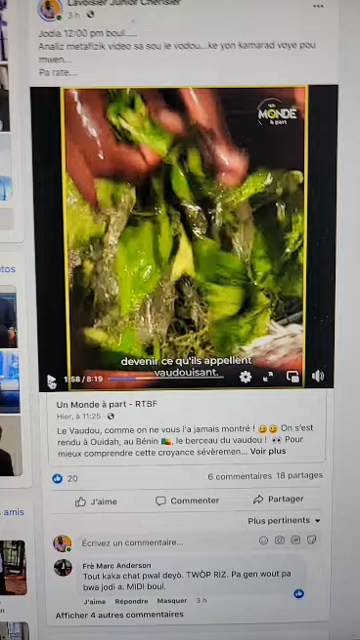 Lavoisier Junior Cherisier
3 h
Jodia 12:00 pm boul.....
Analiz metafizik video sa sou le vodou...ke yon kamarad voye pou
mwen...
Pa rate...
un
MONDE
à part
devenir ce qu'ils appellent
vaudouisant.
1:58 / 8:19
Un Monde à part - RTBF
Hier, à 11:25
Le Vaudou, comme on ne vous l'a jamais montré ! 😀😀 On s'est
rendu à Ouidah, au Bénin 🇧🇯, le berceau du vaudou ! 👀 Pour
mieux comprendre cette croyance sévèremen... Voir plus
20
6 commentaires 18 partages
J'aime
Commenter
Partager
Plus pertinents
Écrivez un commentaire...
Frè Marc Anderson
Tout kaka chat pwal deyò. TWÒP RIZ. Pa gen wout pa
bwa jodi a. MIDI boul.
J'aime Répondre Masquer 3 h
Afficher 4 autres commentaires
otos
amis